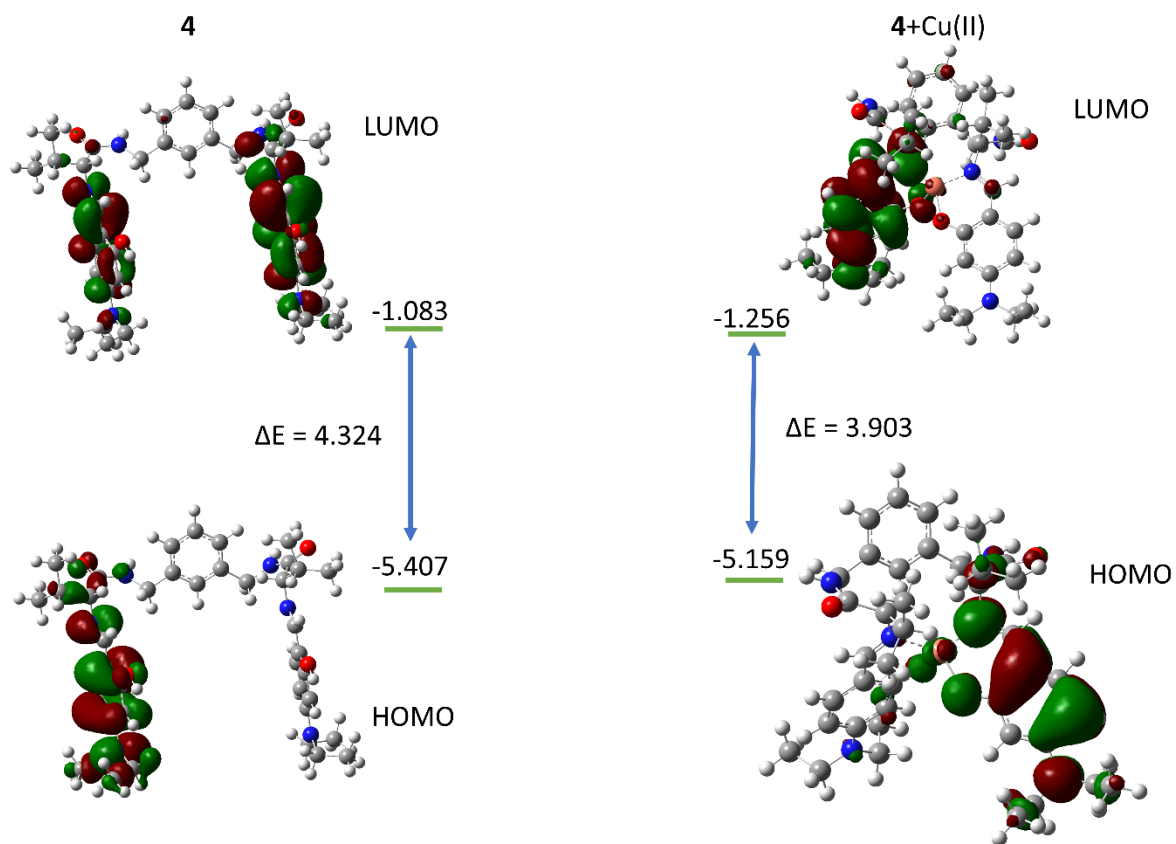 4
4+Cu(II)
LUMO
LUMO
-1.083
-1.256
ΔE = 4.324
ΔE = 3.903
-5.407
-5.159
HOMO
HOMO